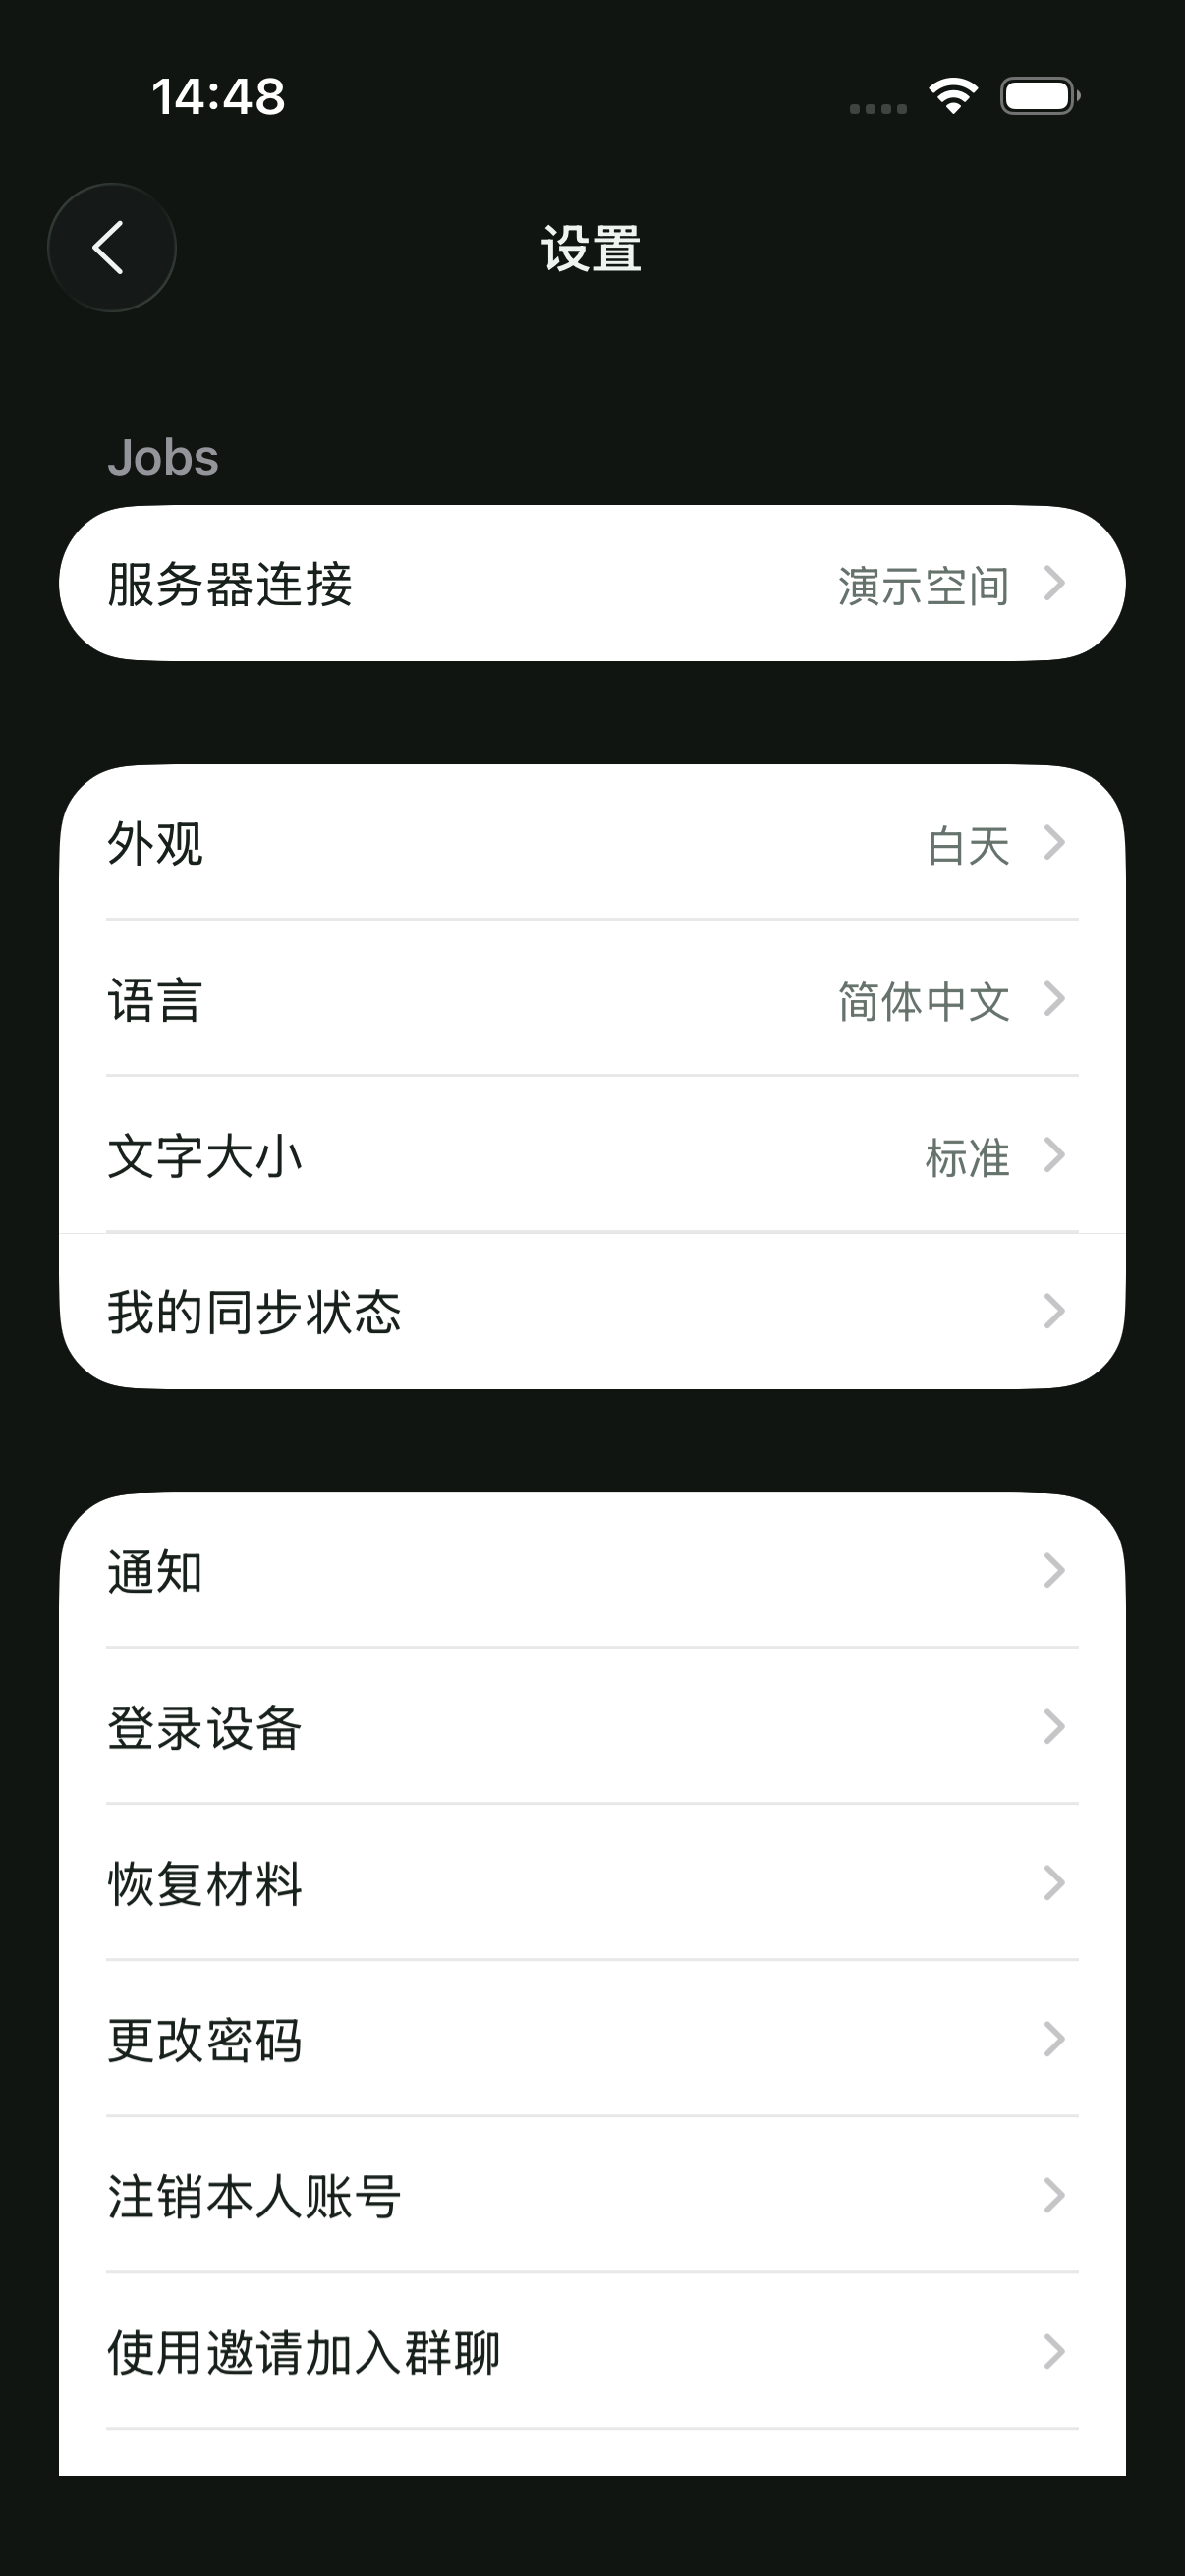 14:48
设置
Jobs
服务器连接 演示空间
外观 白天
语言 简体中文
文字大小 标准
我的同步状态
通知
登录设备
恢复材料
更改密码
注销本人账号
使用邀请加入群聊